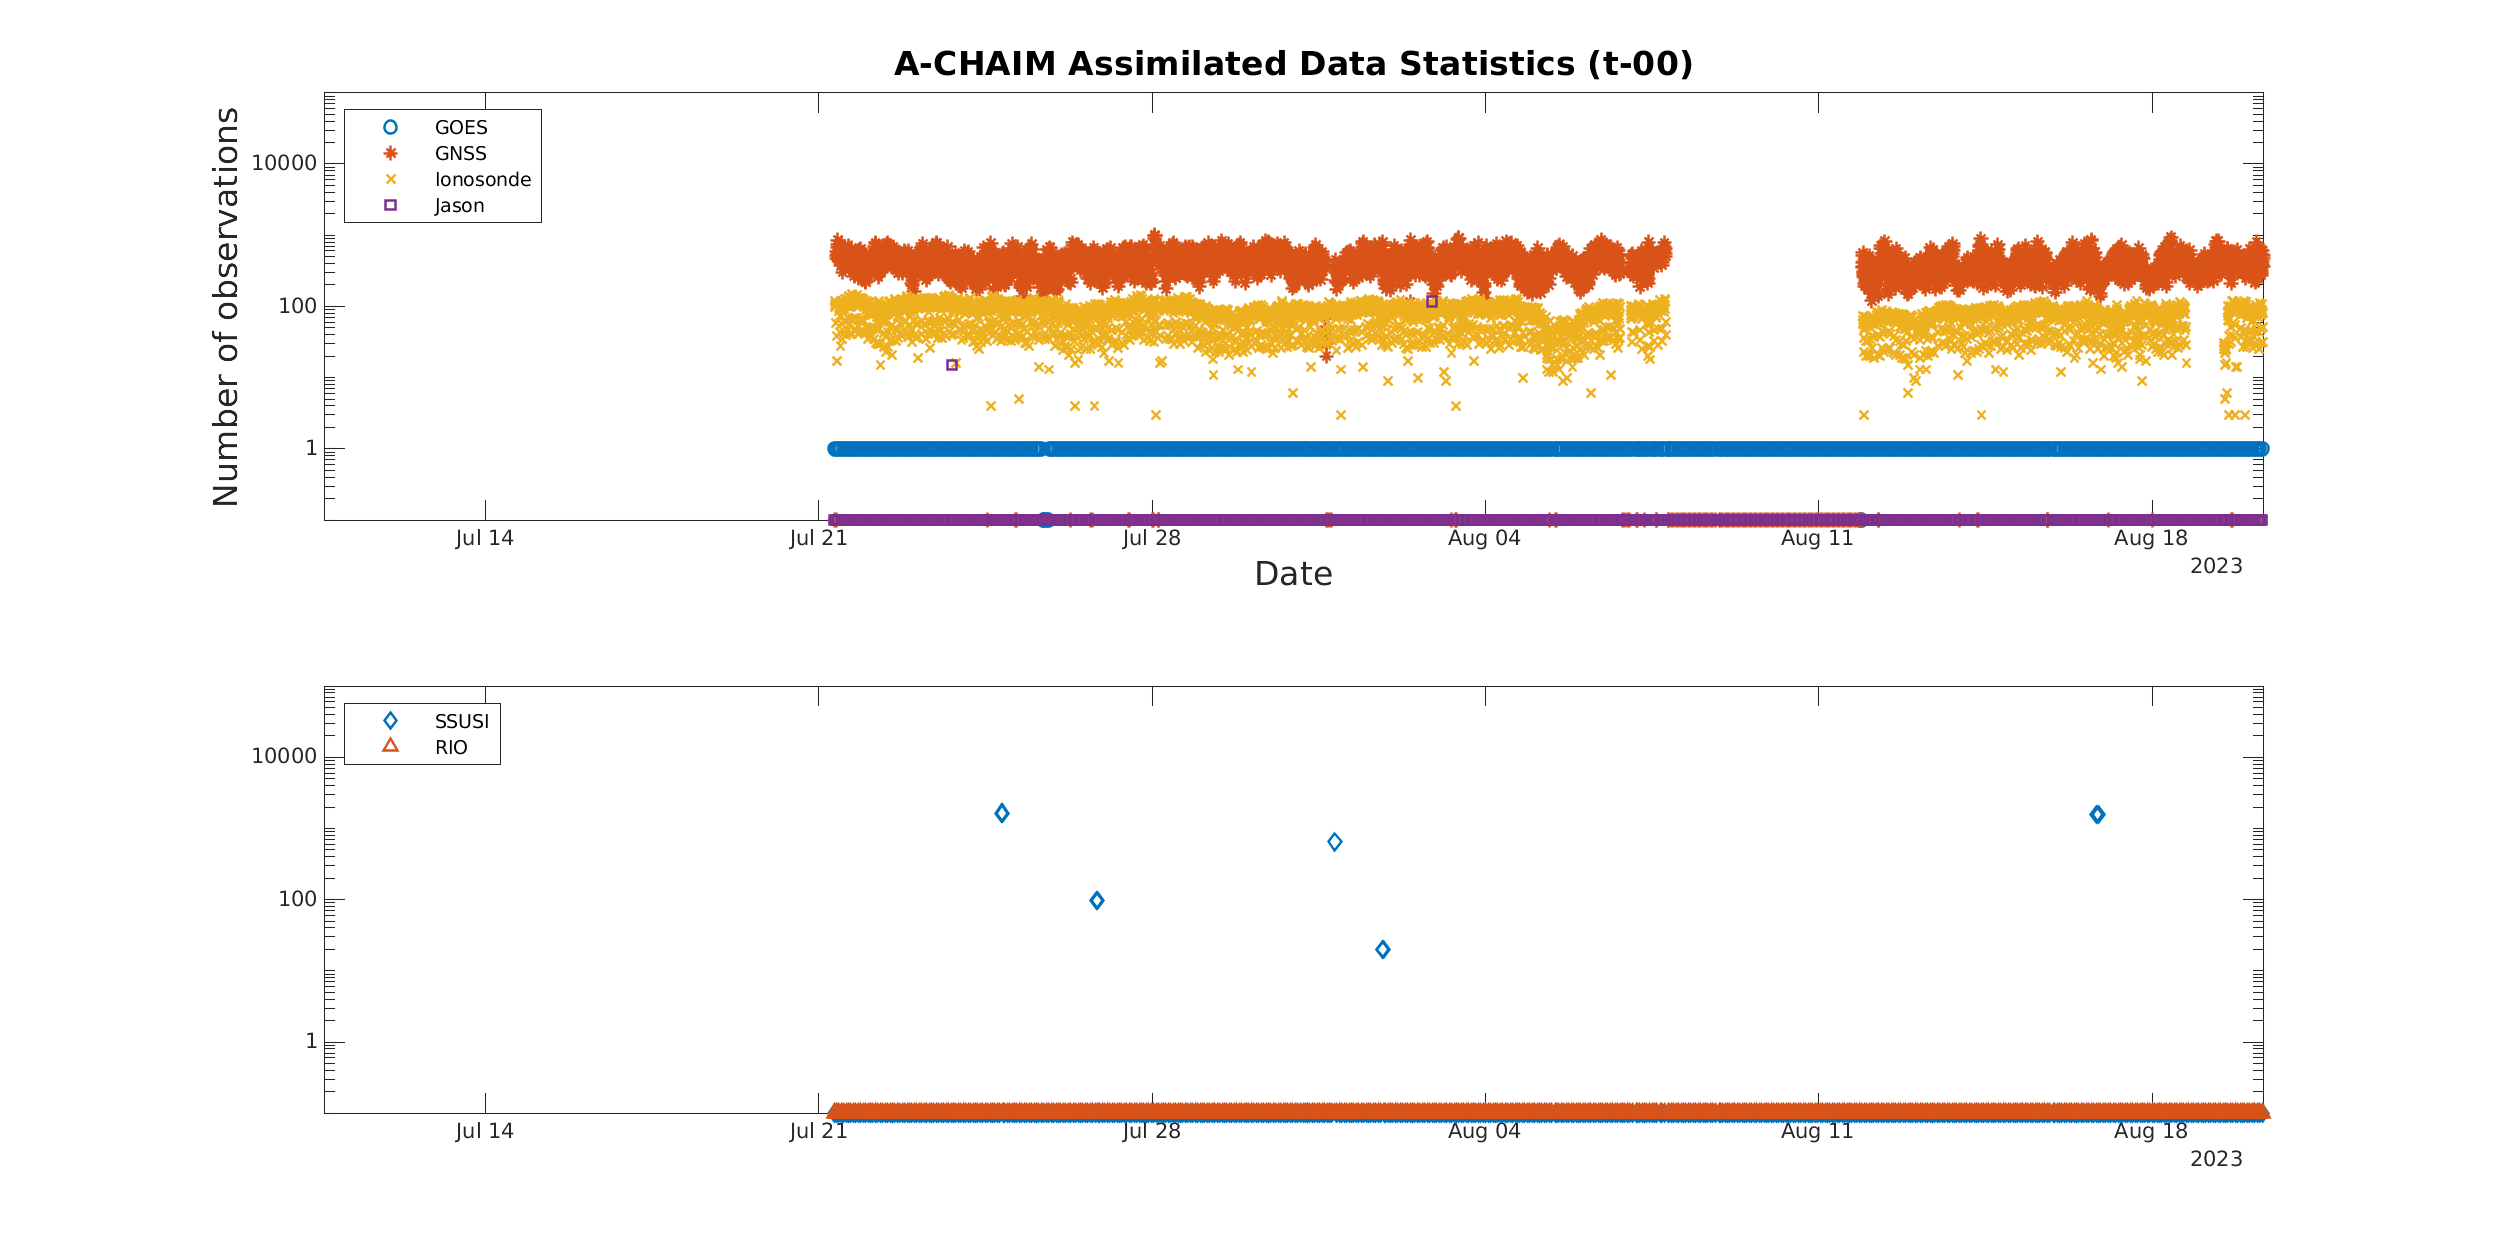 A-CHAIM Assimilated Data Statistics (t-00)
Number of observations
GOES
GNSS
Ionosonde
Jason
10000
100
1
Jul 14
Jul 21
Jul 28
Aug 04
Aug 11
Aug 18
2023
Date
SSUSI
RIO
10000
100
1
Jul 14
Jul 21
Jul 28
Aug 04
Aug 11
Aug 18
2023